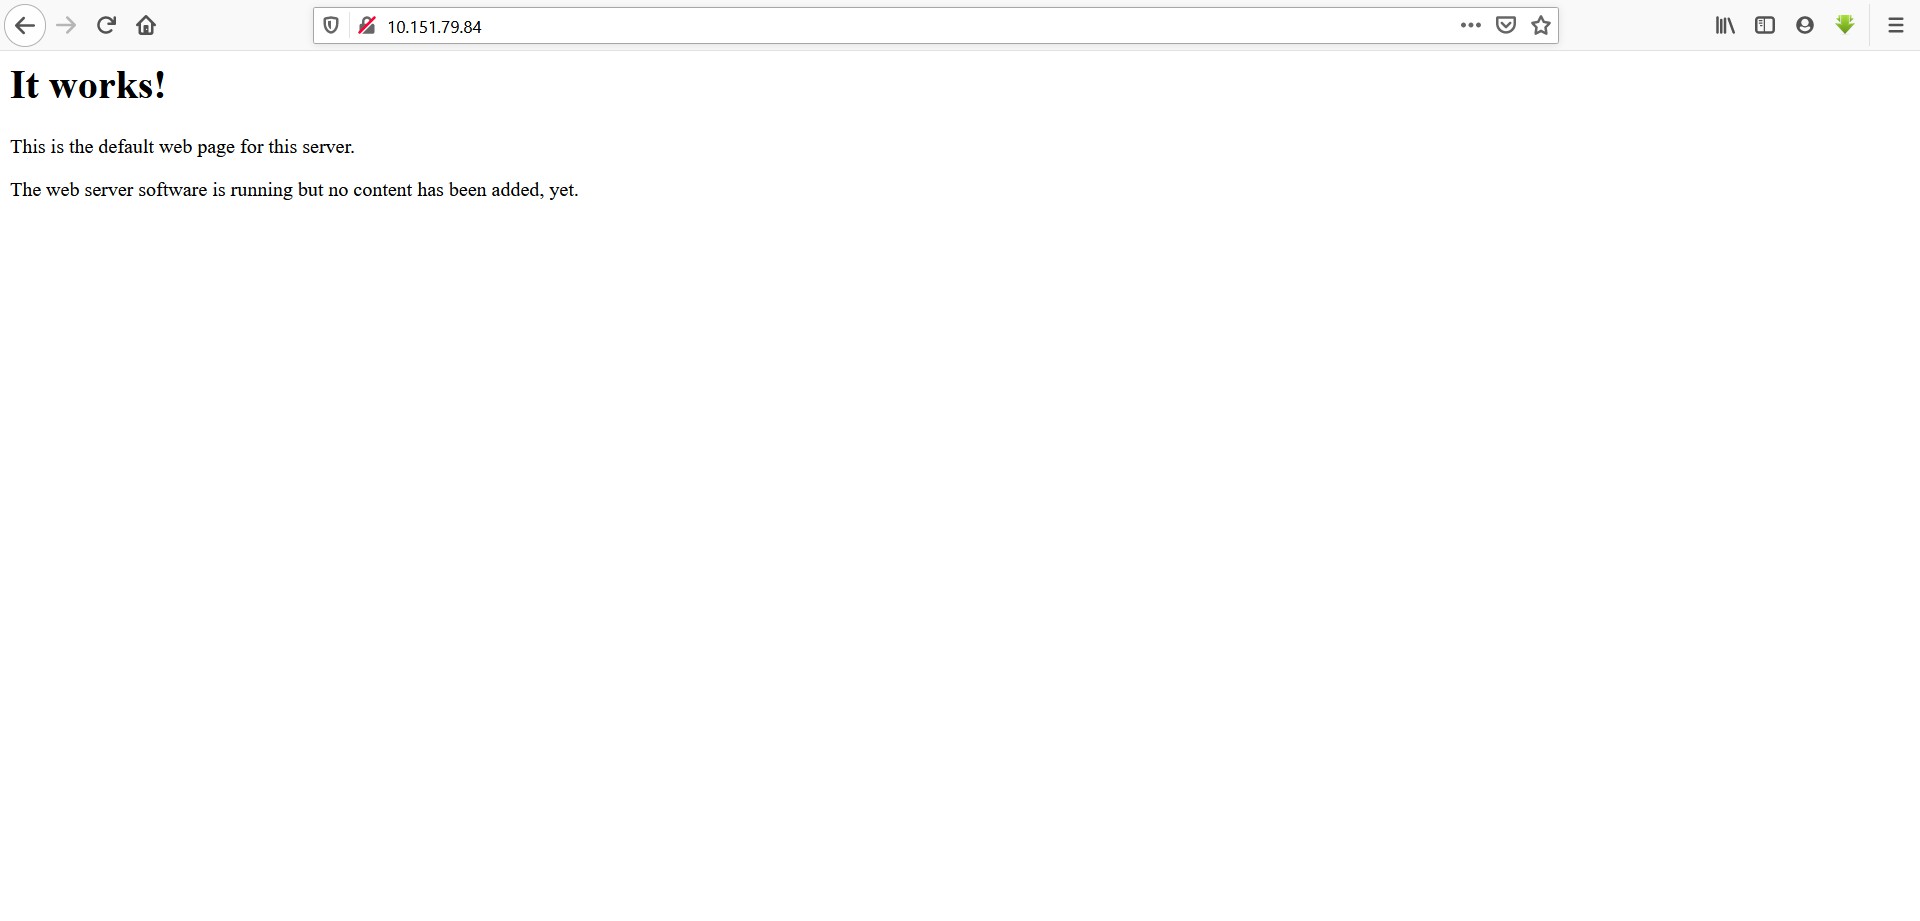 10.151.79.84
It works!
This is the default web page for this server.
The web server software is running but no content has been added, yet.